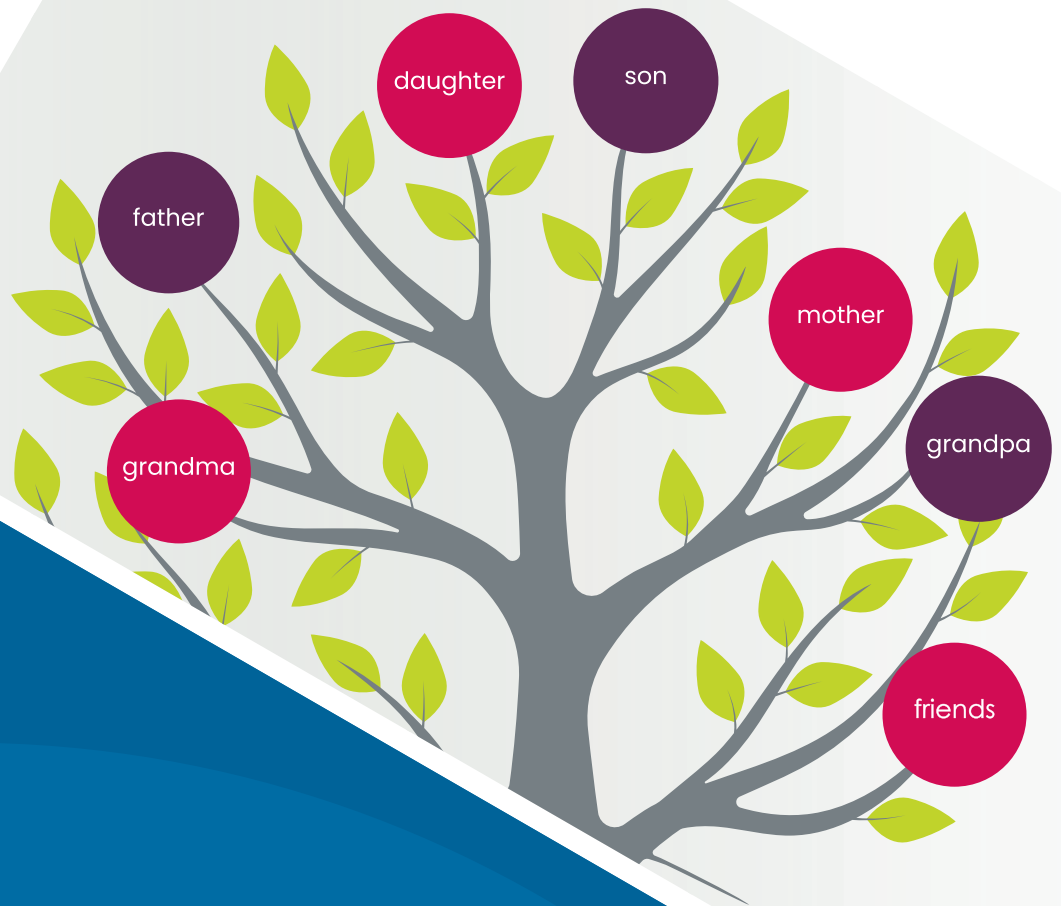 daughter
son
father
mother
grandma
grandpa
friends